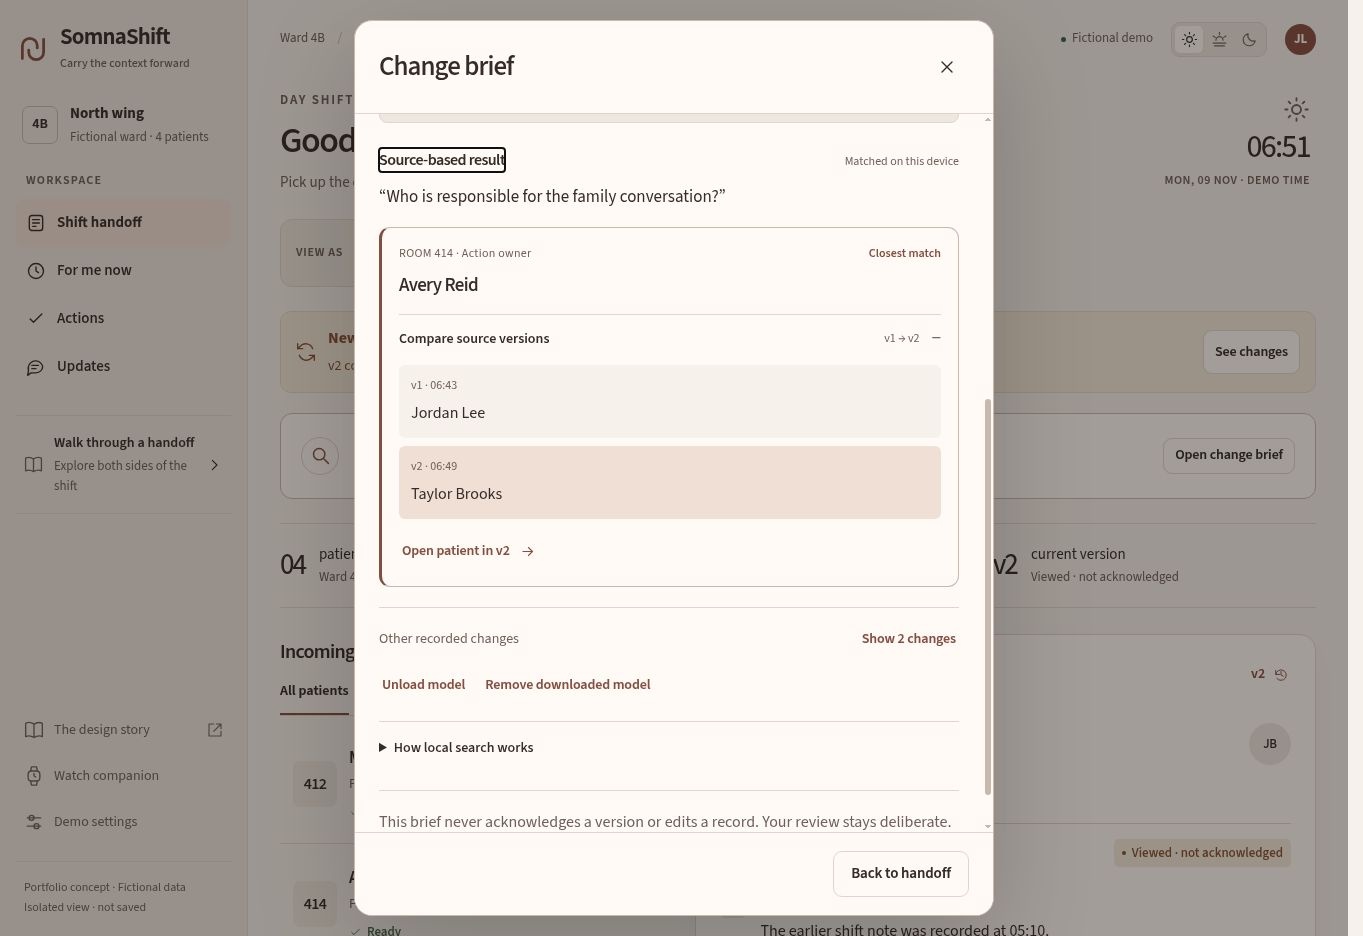 SomnaShift
Carry the context forward
4B
North wing
Fictional ward · 4 patients
WORKSPACE
Shift handoff
For me now
Actions
Updates
Walk through a handoff
Explore both sides of the
shift
The design story
Watch companion
Demo settings
Portfolio concept · Fictional data
Isolated view · not saved
Ward 4B /
Fictional demo
JL
DAY SHIFT
Good
Pick up the
06:51
MON, 09 NOV · DEMO TIME
VIEW AS
New
v2
See changes
Open change brief
04
Ward 4
v2
current version
Viewed · not acknowledged
Incoming
All patients
412
414
Ready
v2
JB
Viewed · not acknowledged
The earlier shift note was recorded at 05:10.
Change brief
Source-based result
Matched on this device
“Who is responsible for the family conversation?”
ROOM 414 · Action owner
Closest match
Avery Reid
Compare source versions
v1 → v2
v1 · 06:43
Jordan Lee
v2 · 06:49
Taylor Brooks
Open patient in v2
Other recorded changes
Show 2 changes
Unload model
Remove downloaded model
How local search works
This brief never acknowledges a version or edits a record. Your review stays deliberate.
Back to handoff